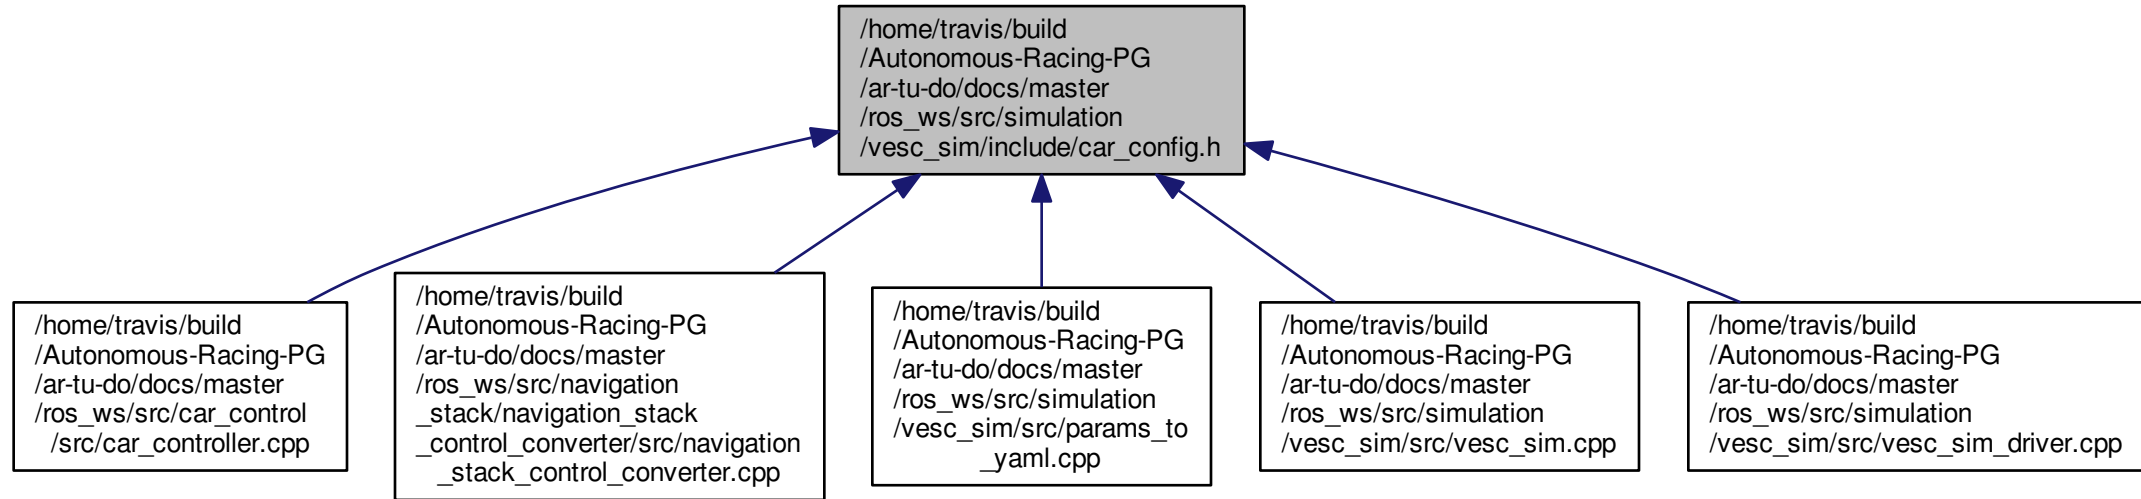 /home/travis/build
/Autonomous-Racing-PG
/ar-tu-do/docs/master
/ros_ws/src/simulation
/vesc_sim/include/car_config.h
/home/travis/build
/Autonomous-Racing-PG
/ar-tu-do/docs/master
/ros_ws/src/car_control
/src/car_controller.cpp
/home/travis/build
/Autonomous-Racing-PG
/ar-tu-do/docs/master
/ros_ws/src/navigation
_stack/navigation_stack
_control_converter/src/navigation
_stack_control_converter.cpp
/home/travis/build
/Autonomous-Racing-PG
/ar-tu-do/docs/master
/ros_ws/src/simulation
/vesc_sim/src/params_to
_yaml.cpp
/home/travis/build
/Autonomous-Racing-PG
/ar-tu-do/docs/master
/ros_ws/src/simulation
/vesc_sim/src/vesc_sim.cpp
/home/travis/build
/Autonomous-Racing-PG
/ar-tu-do/docs/master
/ros_ws/src/simulation
/vesc_sim/src/vesc_sim_driver.cpp